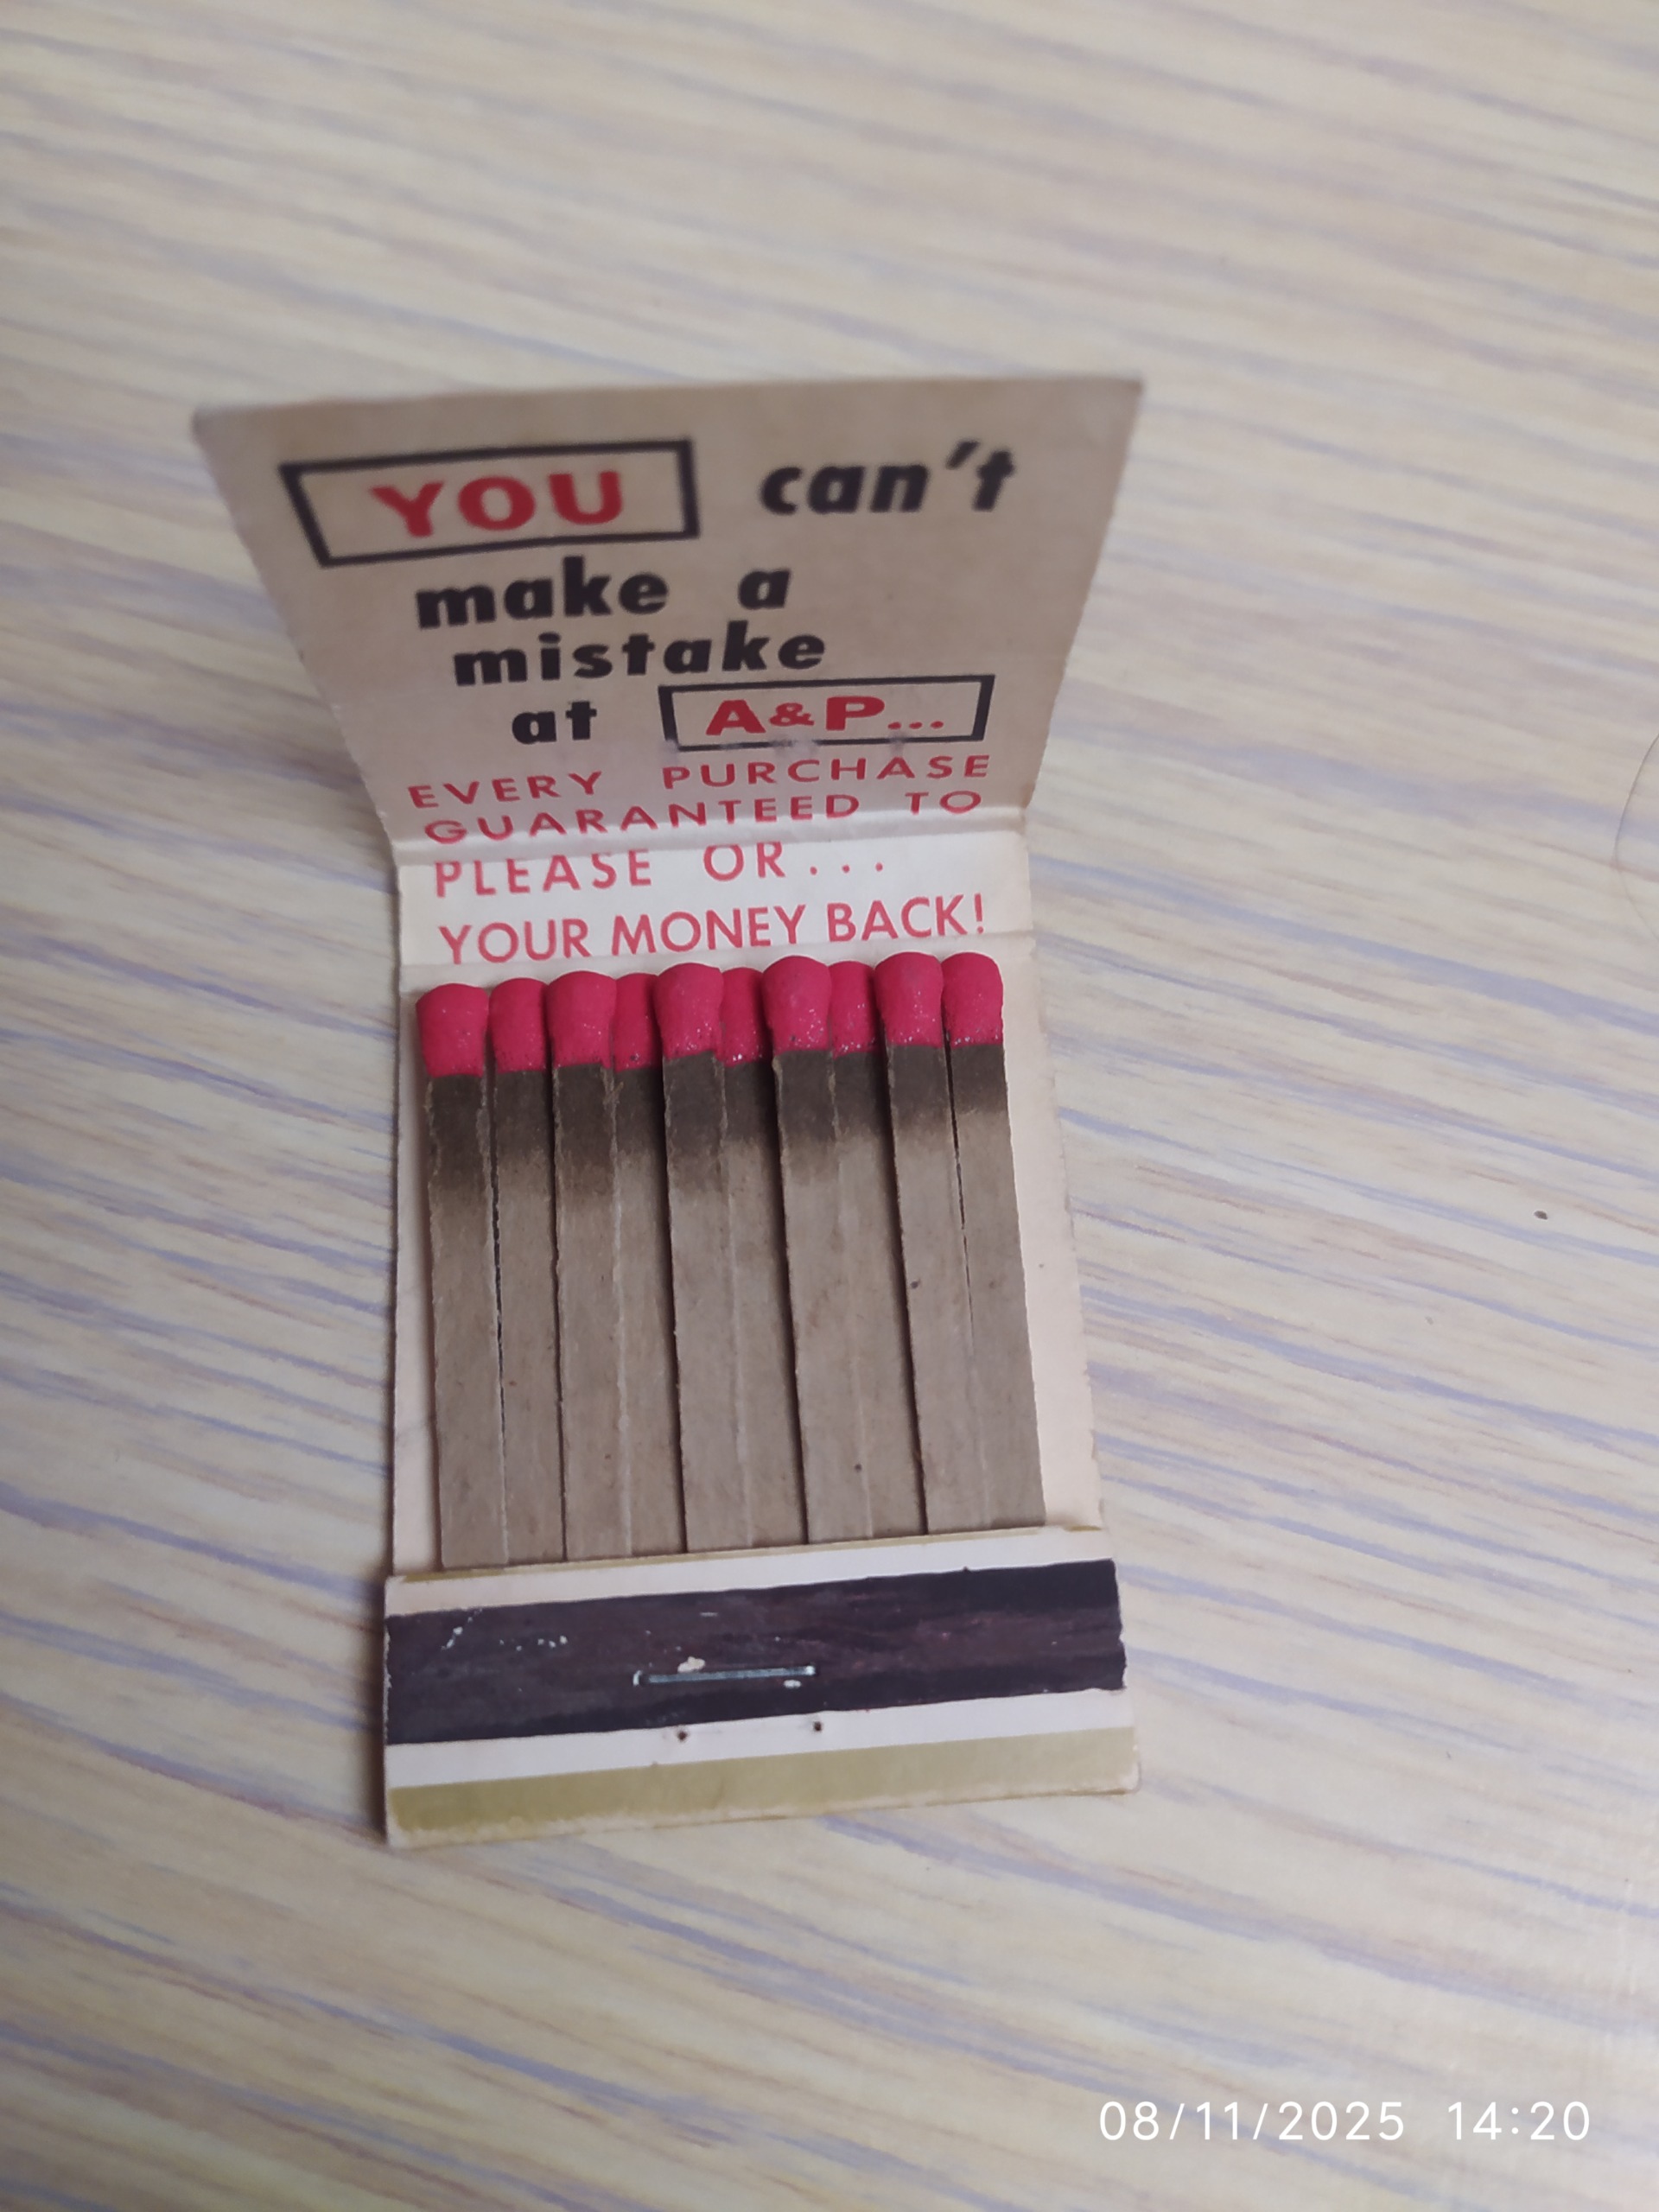 YOU can't
make a
mistake
at A&P...
EVERY PURCHASE
GUARANTEED TO
PLEASE OR...
YOUR MONEY BACK!
08/11/2025 14:20